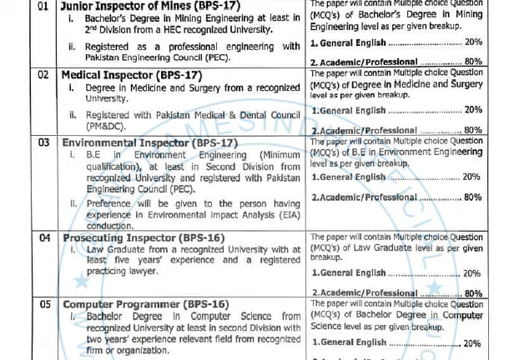 01
Junior Inspector of Mines (BPS-17)
i. Bachelor's Degree in Mining Engineering at least in
2nd Division from a HEC recognized University.
ii. Registered as a professional engineering with
Pakistan Engineering Council (PEC).
The paper will contain Multiple choice Question
(MCQ's) of Bachelor's Degree in Mining
Engineering level as per given breakup.
1. General English .................. 20%
2. Academic/Professional ........... 80%
02
Medical Inspector (BPS-17)
i. Degree in Medicine and Surgery from a recognized
University.
ii. Registered with Pakistan Medical & Dental Council
(PM&DC).
The paper will contain Multiple choice Question
(MCQ's) of Degree in Medicine and Surgery
level as per given breakup.
1.General English .................. 20%
2.Academic/Professional ........... 80%
03
Environmental Inspector (BPS-17)
i. B.E in Environment Engineering (Minimum
qualification), at least in Second Division from
recognized University and registered with Pakistan
Engineering Council (PEC).
ii. Preference will be given to the person having
experience in Environmental Impact Analysis (EIA)
conduction.
The paper will contain Multiple choice Question
(MCQ's) of B.E in Environment Engineering
level as per given breakup.
1.General English .................. 20%
2.Academic/Professional ........... 80%
04
Prosecuting Inspector (BPS-16)
i. Law Graduate from a recognized University with at
least five years' experience and a registered
practicing lawyer.
The paper will contain Multiple choice Question
(MCQ's) of Law Graduate level as per given
breakup.
1.General English .................. 20%
2.Academic/Professional ........... 80%
05
Computer Programmer (BPS-16)
i. Bachelor Degree in Computer Science from
recognized University at least in second Division with
two years' experience relevant field from recognized
firm or organization.
The paper will contain Multiple choice Question
(MCQ's) of Bachelor Degree in Computer
Science level as per given breakup.
1.General English .................. 20%